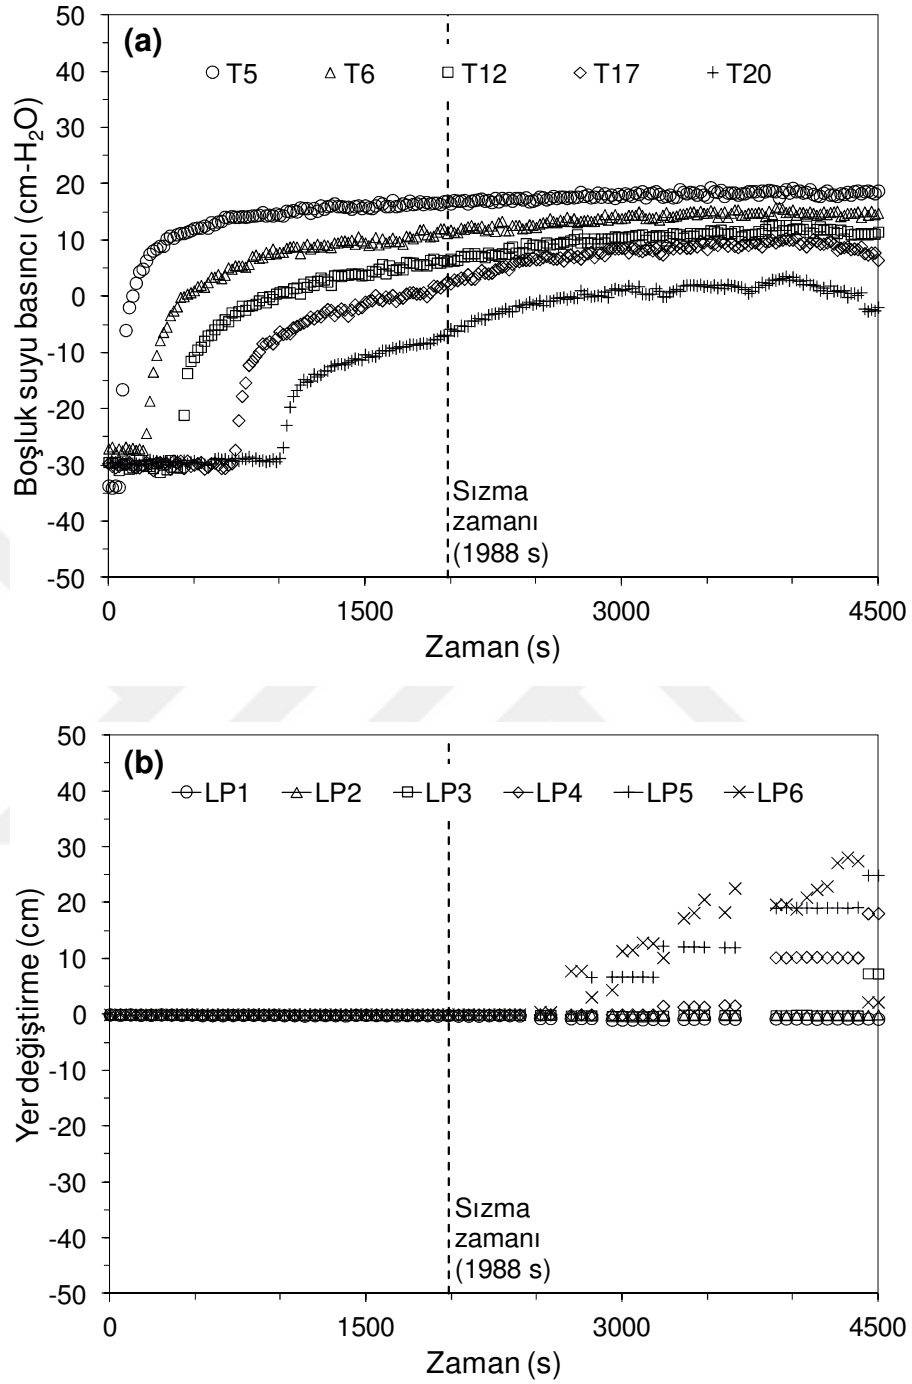 (a)
T5 T6 T12 T17 T20
Boşluk suyu basıncı (cm-H₂O)
50
40
30
20
10
0
-10
-20
-30
-40
-50
Sızma
zamanı
(1988 s)
0 1500 3000 4500
Zaman (s)
(b)
LP1 LP2 LP3 LP4 LP5 LP6
Yer değiştirme (cm)
50
40
30
20
10
0
-10
-20
-30
-40
-50
Sızma
zamanı
(1988 s)
0 1500 3000 4500
Zaman (s)